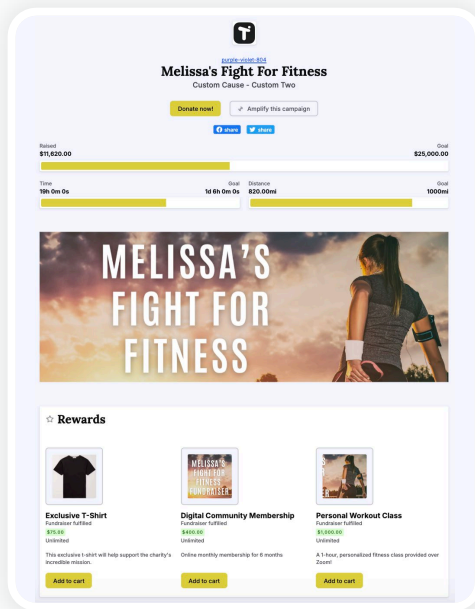 purple-violet-804
Melissa's Fight For Fitness
Custom Cause - Custom Two
Donate now!
Amplify this campaign
share
share
Raised
Goal
$11,620.00
$25,000.00
Time
Goal
19h 0m 0s
1d 6h 0m 0s
Distance
Goal
820.00mi
1000mi
MELISSA'S
FIGHT FOR
FITNESS
Rewards
MELISSA'S
FIGHT FOR
FITNESS
FUNDRAISER
Exclusive T-Shirt
Fundraiser fulfilled
$75.00
Unlimited
This exclusive t-shirt will help support the charity's
incredible mission.
Add to cart
Digital Community Membership
Fundraiser fulfilled
$400.00
Unlimited
Online monthly membership for 6 months
Add to cart
Personal Workout Class
Fundraiser fulfilled
$1,000.00
Unlimited
A 1-hour, personalized fitness class provided over
Zoom!
Add to cart